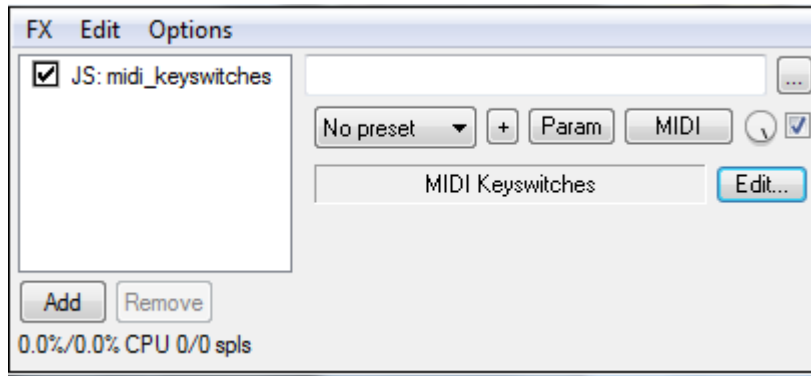 FX Edit Options
JS: midi_keyswitches
...
No preset + Param MIDI
MIDI Keyswitches Edit...
Add Remove
0.0%/0.0% CPU 0/0 spls